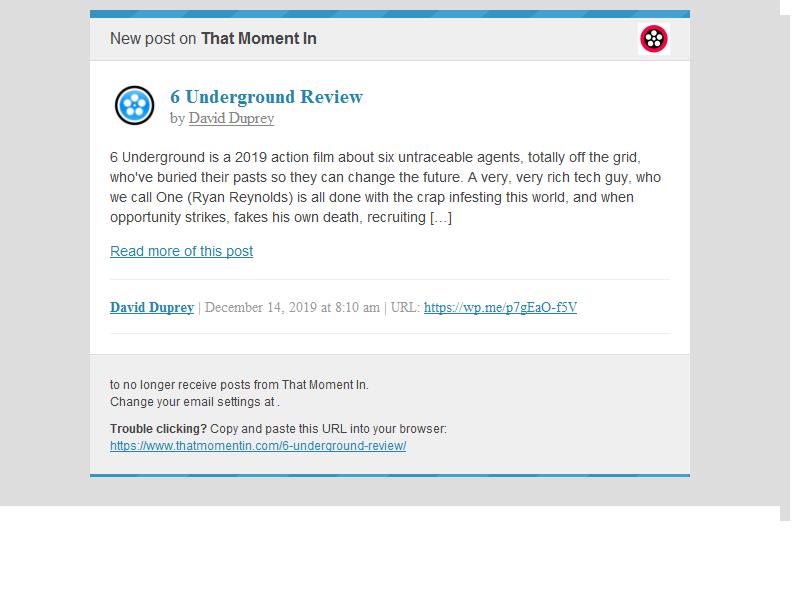 New post on That Moment In
6 Underground Review
by David Duprey
6 Underground is a 2019 action film about six untraceable agents, totally off the grid,
who've buried their pasts so they can change the future. A very, very rich tech guy, who
we call One (Ryan Reynolds) is all done with the crap infesting this world, and when
opportunity strikes, fakes his own death, recruiting […]
Read more of this post
David Duprey | December 14, 2019 at 8:10 am | URL: https://wp.me/p7gEaO-f5V
to no longer receive posts from That Moment In.
Change your email settings at .
Trouble clicking? Copy and paste this URL into your browser:
https://www.thatmomentin.com/6-underground-review/